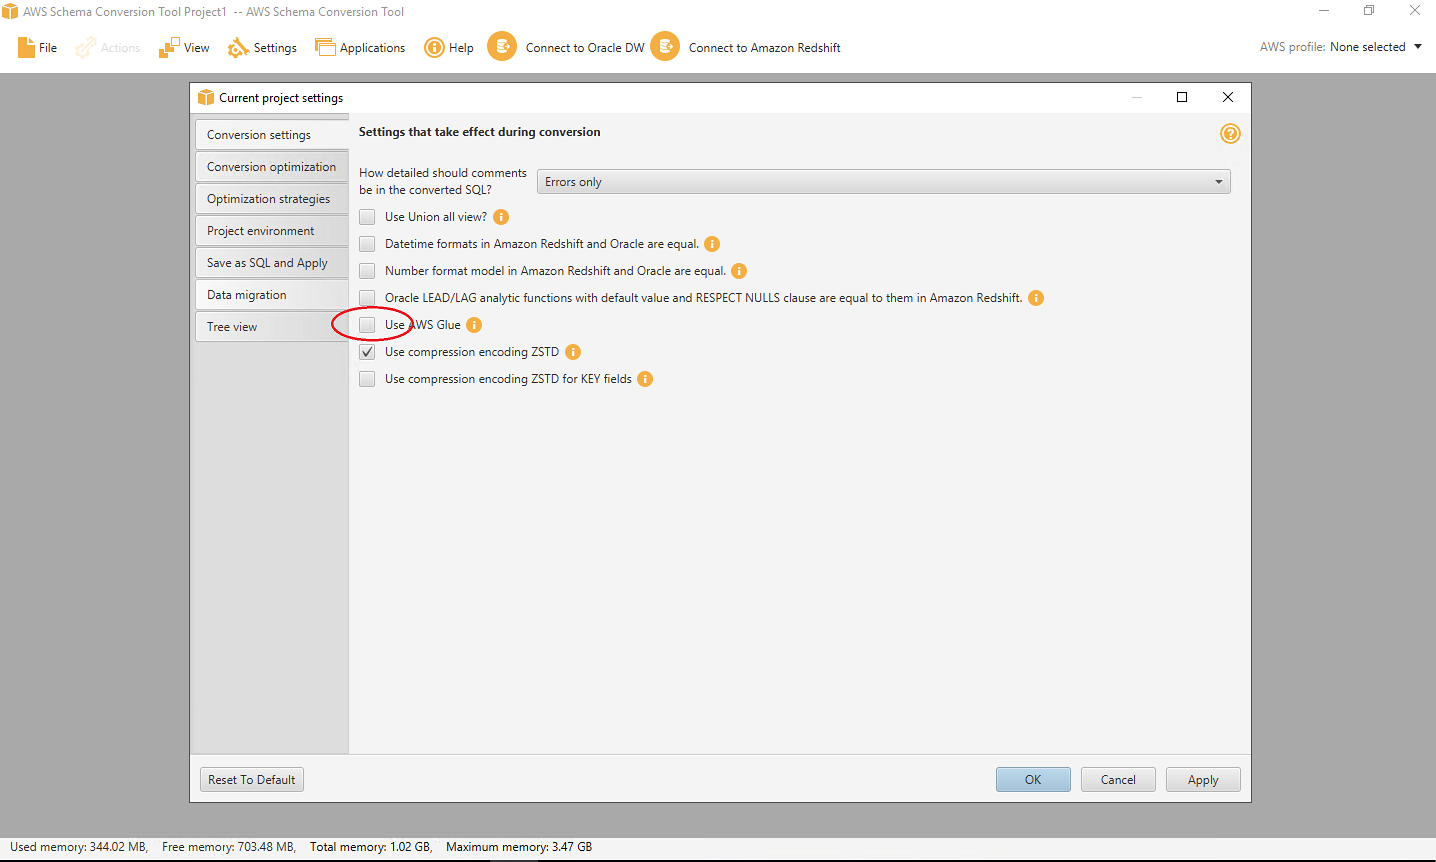 AWS Schema Conversion Tool Project1 -- AWS Schema Conversion Tool
File Actions View Settings Applications Help Connect to Oracle DW Connect to Amazon Redshift AWS profile: None selected
Current project settings
Conversion settings
Conversion optimization
Optimization strategies
Project environment
Save as SQL and Apply
Data migration
Tree view
Settings that take effect during conversion
How detailed should comments
be in the converted SQL?
Errors only
Use Union all view?
Datetime formats in Amazon Redshift and Oracle are equal.
Number format model in Amazon Redshift and Oracle are equal.
Oracle LEAD/LAG analytic functions with default value and RESPECT NULLS clause are equal to them in Amazon Redshift.
Use AWS Glue
Use compression encoding ZSTD
Use compression encoding ZSTD for KEY fields
Reset To Default OK Cancel Apply
Used memory: 344.02 MB, Free memory: 703.48 MB, Total memory: 1.02 GB, Maximum memory: 3.47 GB